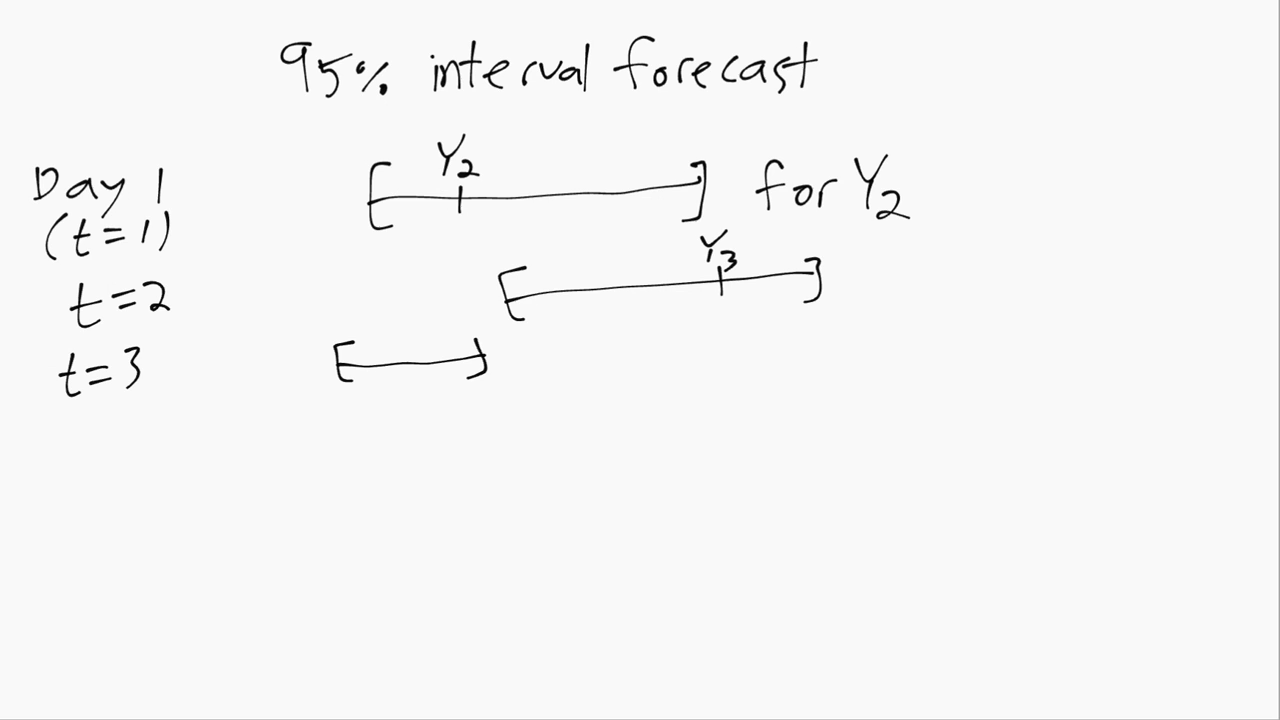 95% interval forecast
Day 1
(t=1)
[ Y₂ ] for Y₂
t=2
[ Y₃ ]
t=3
[ ]